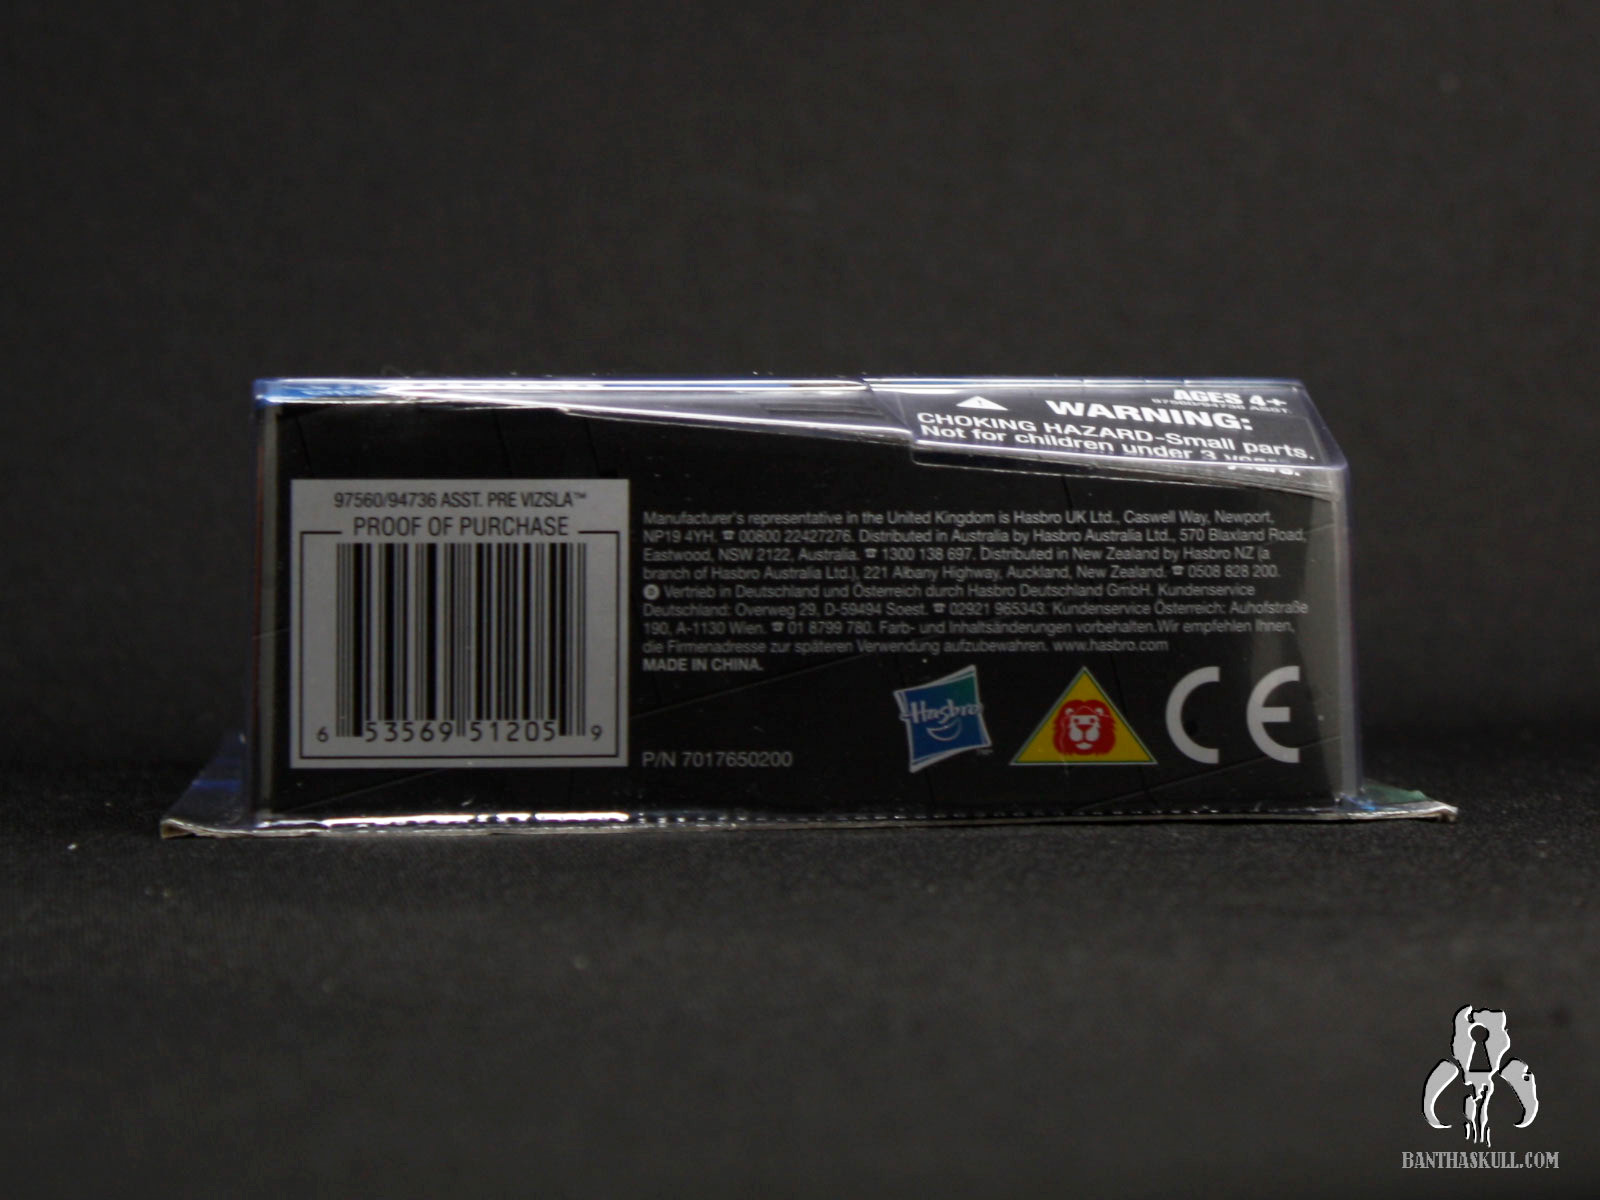 AGES 4+
97560/94736 ASST.
WARNING:
CHOKING HAZARD-Small parts.
Not for children under 3 years.
97560/94736 ASST. PRE VIZSLA™
PROOF OF PURCHASE
6 53569 51205 9
Manufacturer's representative in the United Kingdom is Hasbro UK Ltd., Caswell Way, Newport,
NP19 4YH. ☎ 00800 22427276. Distributed in Australia by Hasbro Australia Ltd., 570 Blaxland Road,
Eastwood, NSW 2122, Australia. ☎ 1300 138 697. Distributed in New Zealand by Hasbro NZ (a
branch of Hasbro Australia Ltd.), 221 Albany Highway, Auckland, New Zealand. ☎ 0508 828 200.
D Vertrieb in Deutschland und Österreich durch Hasbro Deutschland GmbH. Kundenservice
Deutschland: Overweg 29, D-59494 Soest. ☎ 02921 965343. Kundenservice Österreich: Auhofstraße
190, A-1130 Wien. ☎ 01 8799 780. Farb- und Inhaltsänderungen vorbehalten.Wir empfehlen Ihnen,
die Firmenadresse zur späteren Verwendung aufzubewahren. www.hasbro.com
MADE IN CHINA.
P/N 7017650200
Hasbro™
CE
BANTHASKULL.COM